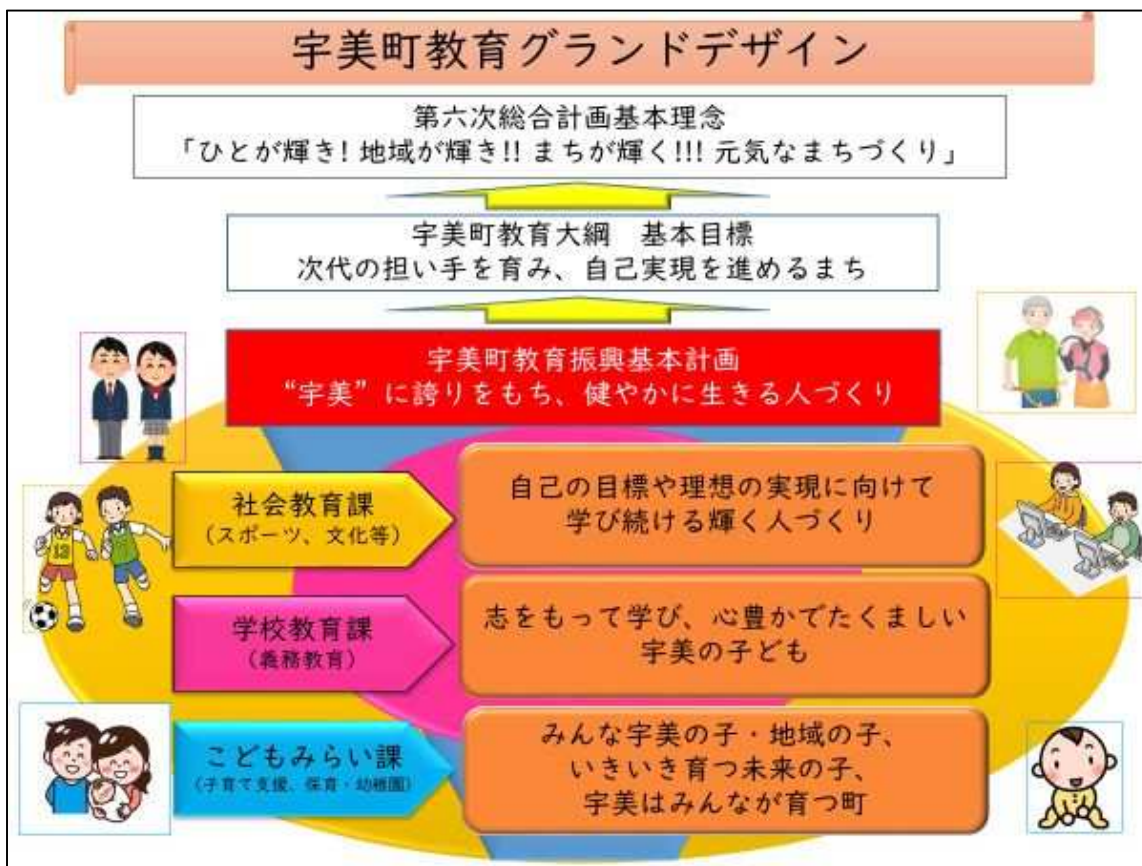 宇美町教育グランドデザイン
第六次総合計画基本理念
「ひとが輝き! 地域が輝き!! まちが輝く!!! 元気なまちづくり」
宇美町教育大綱　基本目標
次代の担い手を育み、自己実現を進めるまち
宇美町教育振興基本計画
“宇美” に誇りをもち、健やかに生きる人づくり
社会教育課
(スポーツ、文化等)
自己の目標や理想の実現に向けて
学び続ける輝く人づくり
13
学校教育課
(義務教育)
志をもって学び、心豊かでたくましい
宇美の子ども
こどもみらい課
(子育て支援、保育・幼稚園)
みんな宇美の子・地域の子、
いきいき育つ未来の子、
宇美はみんなが育つ町